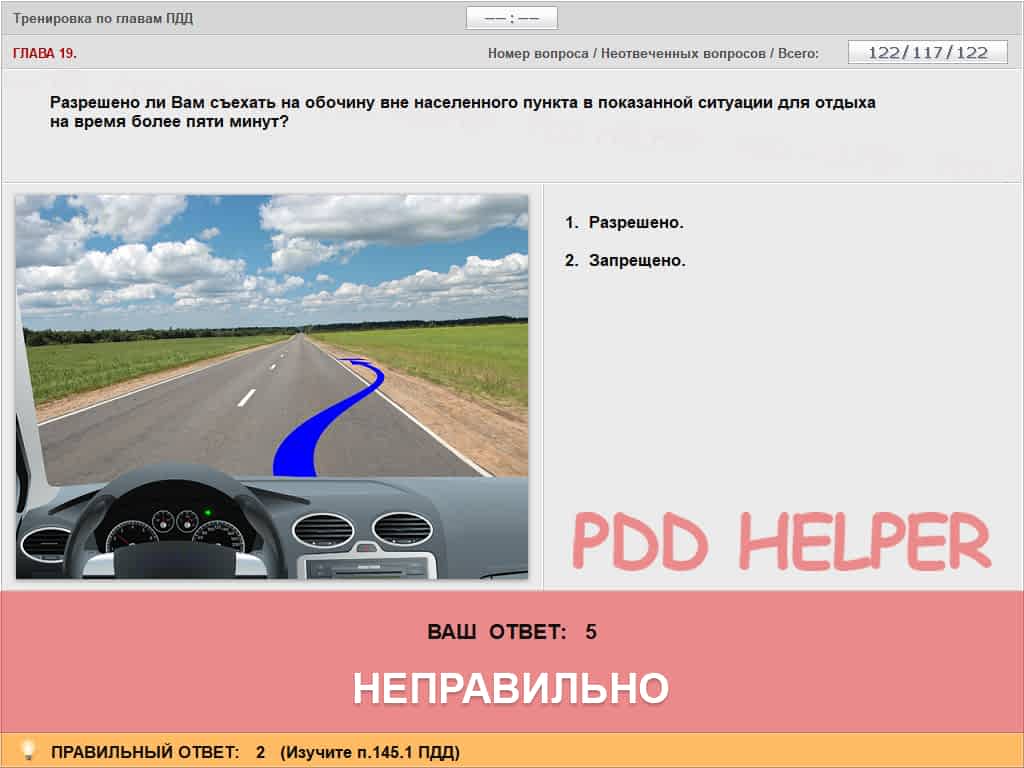 Тренировка по главам ПДД
—— : ——
ГЛАВА 19.
Номер вопроса / Неотвеченных вопросов / Всего: 122/117/122
Разрешено ли Вам съехать на обочину вне населенного пункта в показанной ситуации для отдыха
на время более пяти минут?
1. Разрешено.
2. Запрещено.
PDD HELPER
ВАШ ОТВЕТ: 5
НЕПРАВИЛЬНО
ПРАВИЛЬНЫЙ ОТВЕТ: 2 (Изучите п.145.1 ПДД)